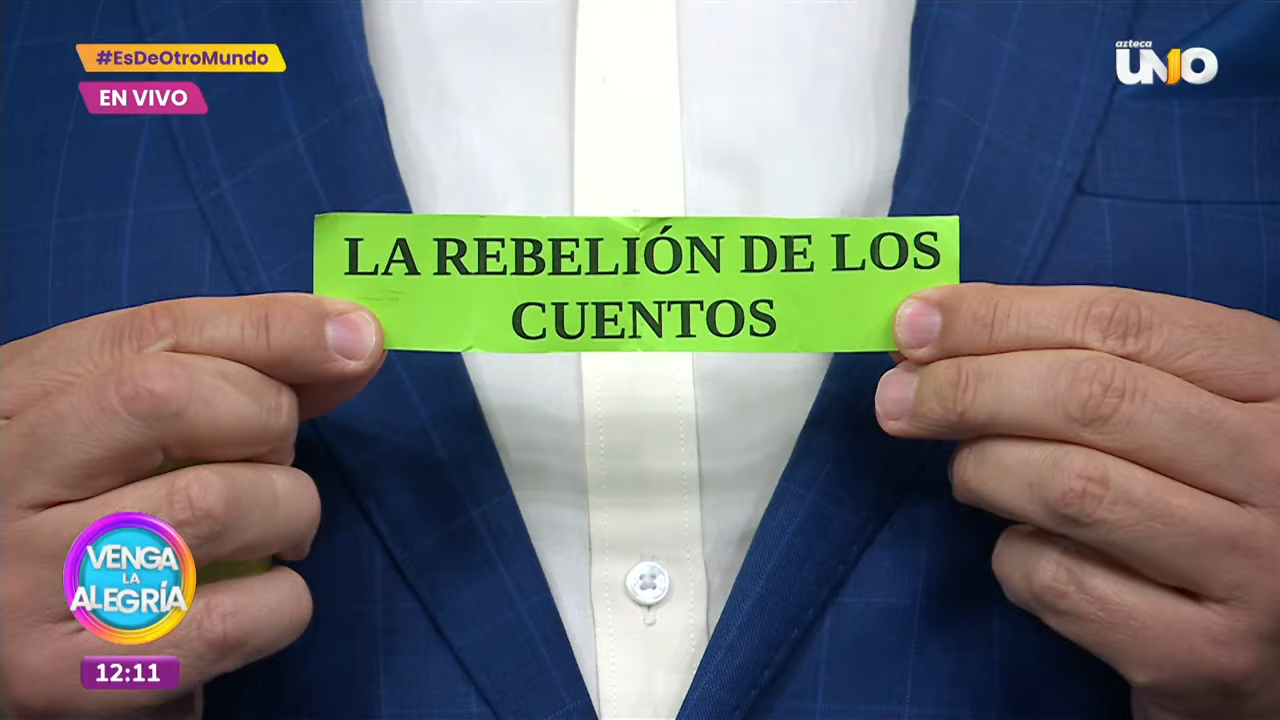 #EsDeOtroMundo
EN VIVO
azteca
UNO
LA REBELIÓN DE LOS
CUENTOS
VENGA
LA
ALEGRÍA
12:11